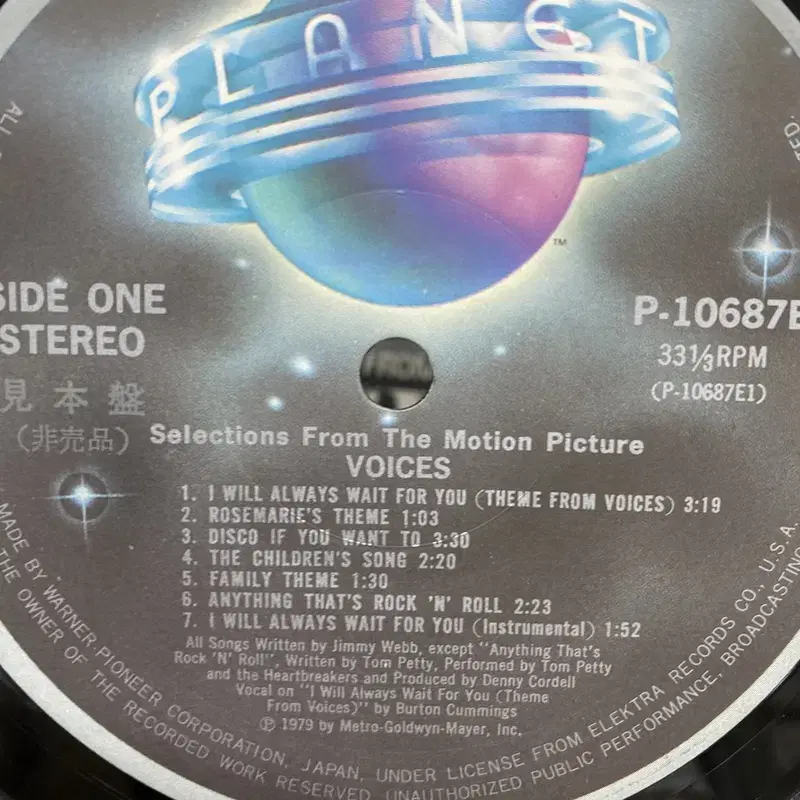 PLANET
TM
SIDE ONE
STEREO
見本盤
(非売品)
P-10687E
33⅓RPM
(P-10687E1)
Selections From The Motion Picture
VOICES
1. I WILL ALWAYS WAIT FOR YOU (THEME FROM VOICES) 3:19
2. ROSEMARIE'S THEME 1:03
3. DISCO IF YOU WANT TO 3:30
4. THE CHILDREN'S SONG 2:20
5. FAMILY THEME 1:30
6. ANYTHING THAT'S ROCK 'N' ROLL 2:23
7. I WILL ALWAYS WAIT FOR YOU (Instrumental) 1:52
All Songs Written by Jimmy Webb, except "Anything That's
Rock 'N' Roll", Written by Tom Petty, Performed by Tom Petty
and the Heartbreakers and Produced by Denny Cordell
Vocal on "I Will Always Wait For You (Theme
From Voices)" by Burton Cummings
℗ 1979 by Metro-Goldwyn-Mayer, Inc.
MADE BY WARNER-PIONEER CORPORATION, JAPAN, UNDER LICENSE FROM ELEKTRA RECORDS CO., U.S.A.
THE OWNER OF THE RECORDED WORK RESERVED. UNAUTHORIZED PUBLIC PERFORMANCE, BROADCASTING